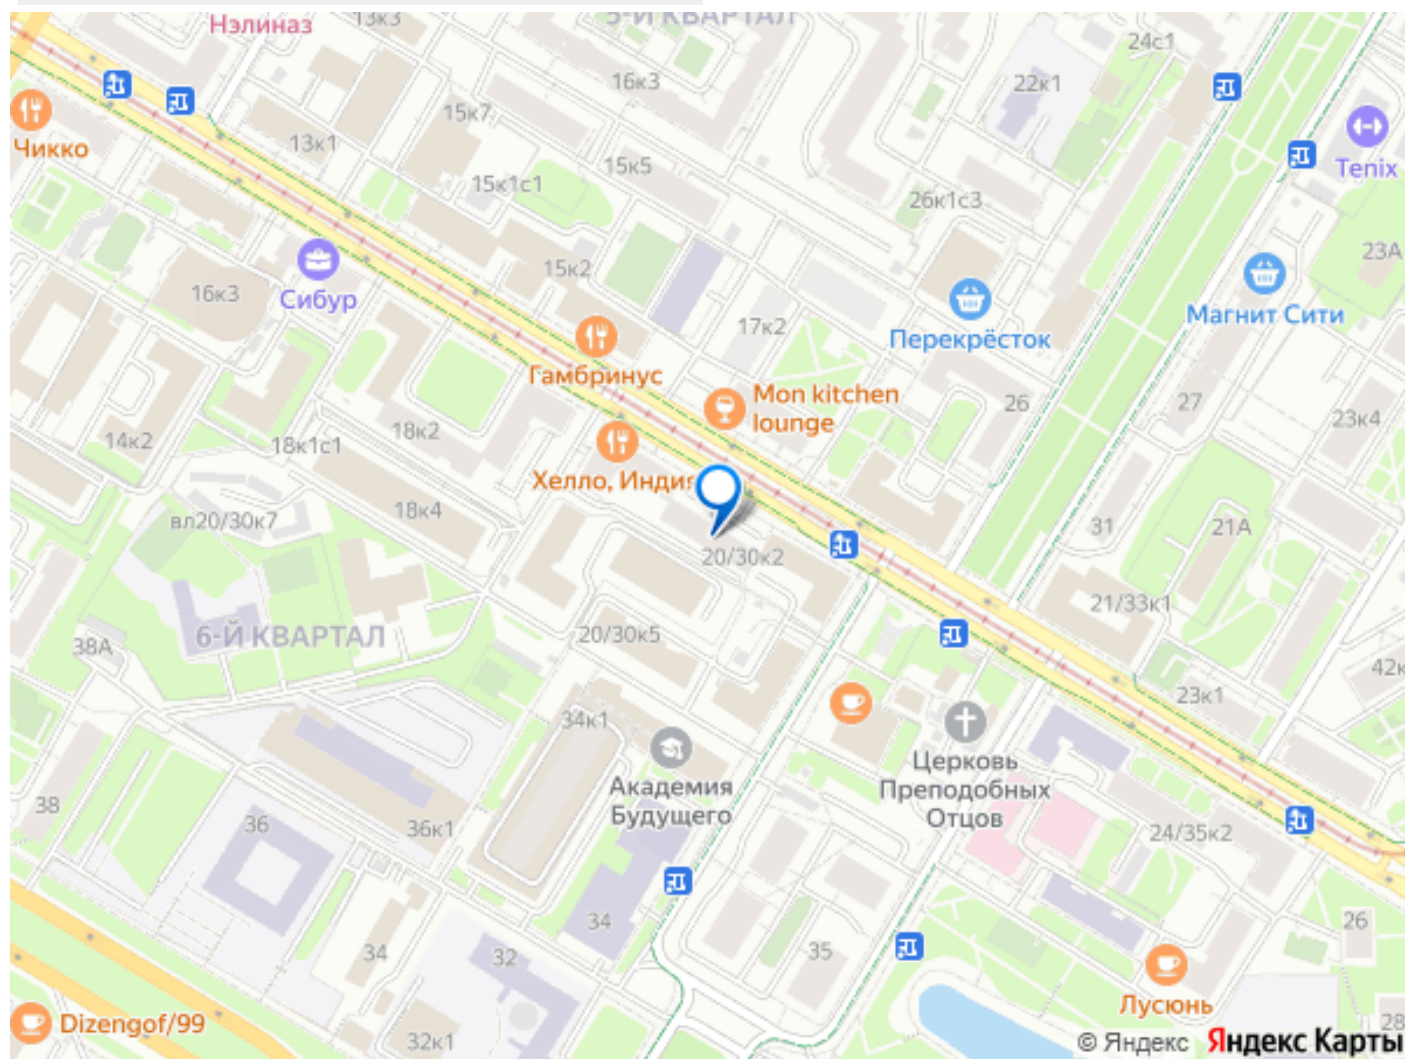 Нэлиназ
13к3
5-Й КВАРТАЛ
24с1
16к3
22к1
15к7
Чикко
13к1
15к5
Tenix
15к1с1
26к1с3
23А
15к2
16к3
Сибур
17к2
Перекрёсток
Магнит Сити
Гамбринус
Mon kitchen
lounge
26
27
23к4
14к2
18к1с1
18к2
Хелло, Индия
18к4
вл20/30к7
31
21А
20/30к2
21/33к1
6-Й КВАРТАЛ
20/30к5
38А
42к
23к1
34к1
Академия
Будущего
Церковь
Преподобных
Отцов
38
36
36к1
24/35к2
34
26
34
32
35
Лусюнь
Dizengof/99
32к1
28
© Яндекс Яндекс Карты